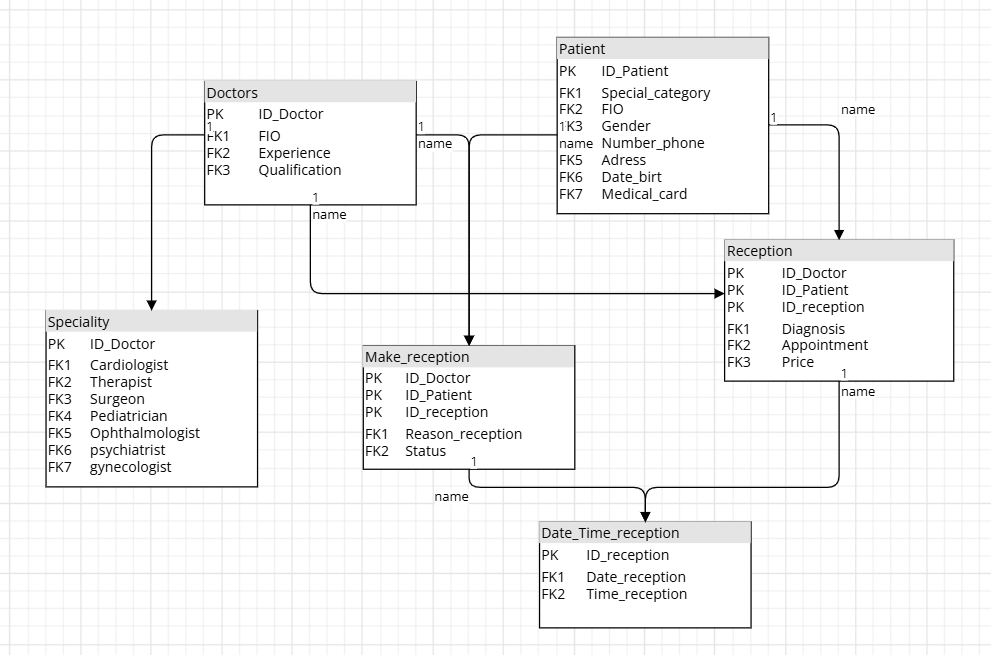 Patient
PK ID_Patient
FK1 Special_category
FK2 FIO
1K3 Gender
name Number_phone
FK5 Adress
FK6 Date_birt
FK7 Medical_card
1
name
Doctors
PK ID_Doctor
1
FK1 FIO
FK2 Experience
FK3 Qualification
1
name
1
name
Reception
PK ID_Doctor
PK ID_Patient
PK ID_reception
FK1 Diagnosis
FK2 Appointment
FK3 Price
1
name
Speciality
PK ID_Doctor
FK1 Cardiologist
FK2 Therapist
FK3 Surgeon
FK4 Pediatrician
FK5 Ophthalmologist
FK6 psychiatrist
FK7 gynecologist
Make_reception
PK ID_Doctor
PK ID_Patient
PK ID_reception
FK1 Reason_reception
FK2 Status
1
name
Date_Time_reception
PK ID_reception
FK1 Date_reception
FK2 Time_reception